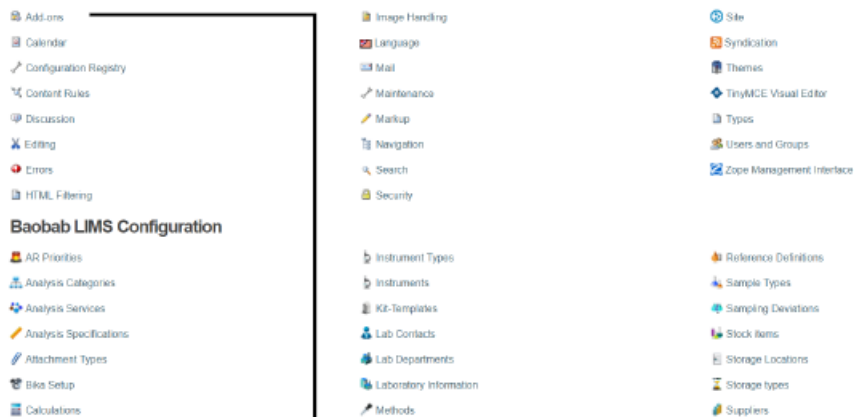 Add-ons
Image Handling
Site
Calendar
Language
Syndication
Configuration Registry
Mail
Themes
Content Rules
Maintenance
TinyMCE Visual Editor
Discussion
Markup
Types
Editing
Navigation
Users and Groups
Errors
Search
Zope Management Interface
HTML Filtering
Security
Baobab LIMS Configuration
AR Priorities
Instrument Types
Reference Definitions
Analysis Categories
Instruments
Sample Types
Analysis Services
Kit-Templates
Sampling Deviations
Analysis Specifications
Lab Contacts
Stock items
Attachment Types
Lab Departments
Storage Locations
Bika Setup
Laboratory Information
Storage types
Calculations
Methods
Suppliers